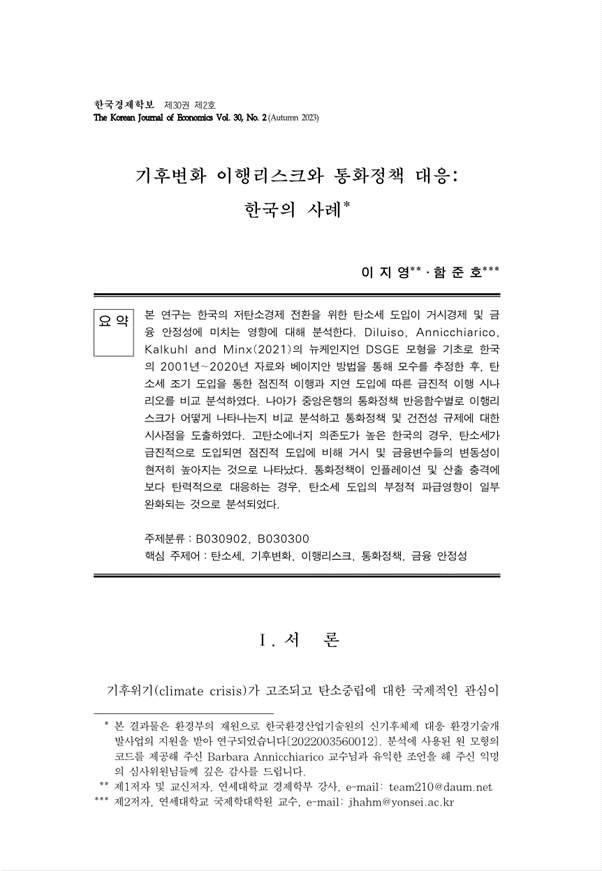 한국경제학보 제30권 제2호
The Korean Journal of Economics Vol. 30, No. 2 (Autumn 2023)
기후변화 이행리스크와 통화정책 대응:
한국의 사례*
이 지 영** · 함 준 호***
요 약
본 연구는 한국의 저탄소경제 전환을 위한 탄소세 도입이 거시경제 및 금
융 안정성에 미치는 영향에 대해 분석한다. Diluiso, Annicchiarico,
Kalkuhl and Minx(2021)의 뉴케인지언 DSGE 모형을 기초로 한국
의 2001년~2020년 자료와 베이지안 방법을 통해 모수를 추정한 후, 탄
소세 조기 도입을 통한 점진적 이행과 지연 도입에 따른 급진적 이행 시나
리오를 비교 분석하였다. 나아가 중앙은행의 통화정책 반응함수별로 이행리
스크가 어떻게 나타나는지 비교 분석하고 통화정책 및 건전성 규제에 대한
시사점을 도출하였다. 고탄소에너지 의존도가 높은 한국의 경우, 탄소세가
급진적으로 도입되면 점진적 도입에 비해 거시 및 금융변수들의 변동성이
현저히 높아지는 것으로 나타났다. 통화정책이 인플레이션 및 산출 충격에
보다 탄력적으로 대응하는 경우, 탄소세 도입의 부정적 파급영향이 일부
완화되는 것으로 분석되었다.
주제분류 : B030902, B030300
핵심 주제어 : 탄소세, 기후변화, 이행리스크, 통화정책, 금융 안정성
Ⅰ. 서 론
기후위기(climate crisis)가 고조되고 탄소중립에 대한 국제적인 관심이
* 본 결과물은 환경부의 재원으로 한국환경산업기술원의 신기후체제 대응 환경기술개
발사업의 지원을 받아 연구되었습니다[2022003560012]. 분석에 사용된 원 모형의
코드를 제공해 주신 Barbara Annicchiarico 교수님과 유익한 조언을 해 주신 익명
의 심사위원님들께 깊은 감사를 드립니다.
** 제1저자 및 교신저자, 연세대학교 경제학부 강사, e-mail: team210@daum.net
*** 제2저자, 연세대학교 국제학대학원 교수, e-mail: jhahm@yonsei.ac.kr